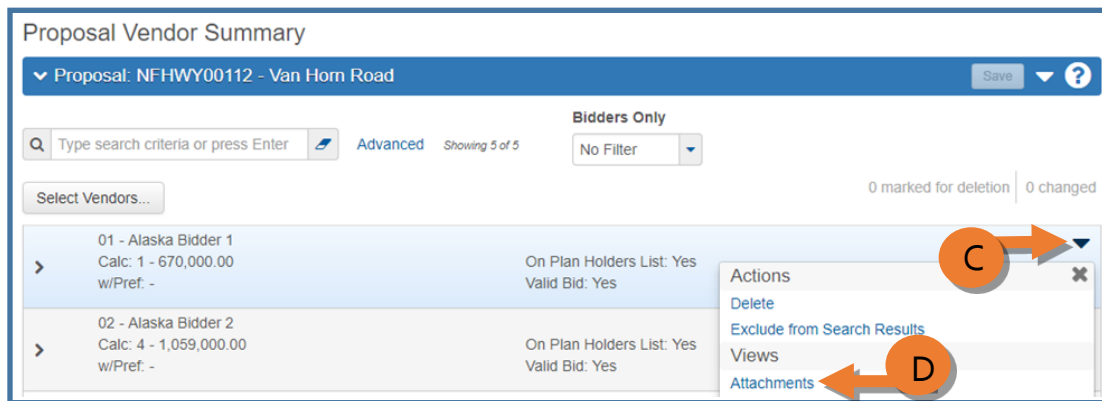 Proposal Vendor Summary
Proposal: NFHWY00112 - Van Horn Road
Save
?
Bidders Only
Type search criteria or press Enter
Advanced
Showing 5 of 5
No Filter
Select Vendors...
0 marked for deletion
0 changed
01 - Alaska Bidder 1
Calc: 1 - 670,000.00
On Plan Holders List: Yes
w/Pref: -
Valid Bid: Yes
C
Actions
Delete
Exclude from Search Results
Views
Attachments
D
02 - Alaska Bidder 2
Calc: 4 - 1,059,000.00
On Plan Holders List: Yes
w/Pref: -
Valid Bid: Yes